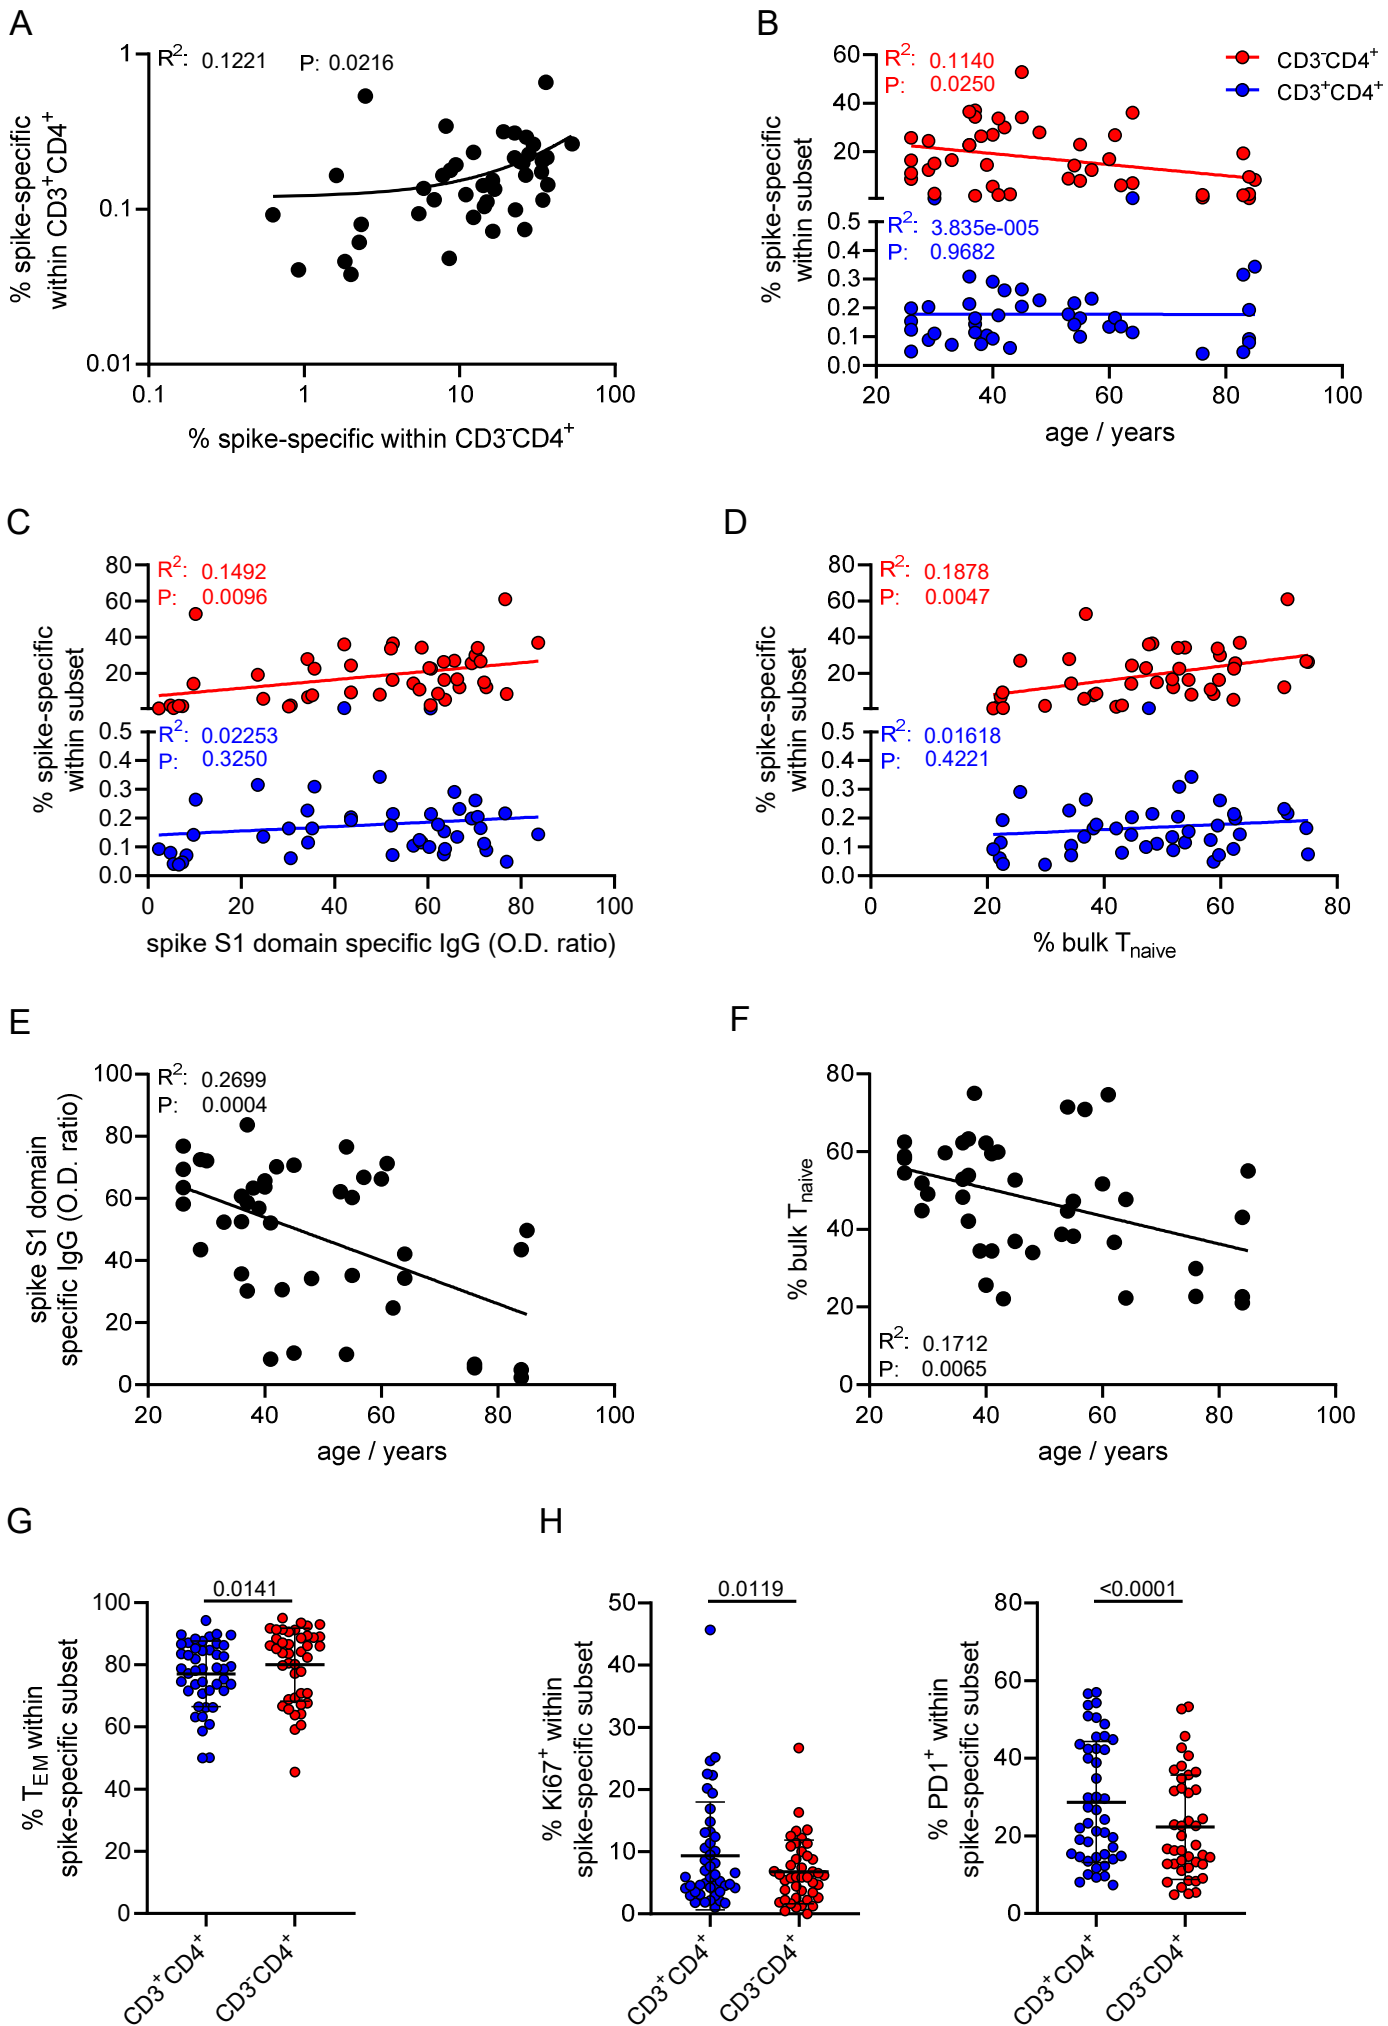 A
R²: 0.1221 P: 0.0216
% spike-specific
within CD3⁺CD4⁺
1
0.1
0.01
0.1 1 10 100
% spike-specific within CD3⁻CD4⁺
B
R²: 0.1140
P: 0.0250
CD3⁻CD4⁺
CD3⁺CD4⁺
% spike-specific
within subset
60
40
20
R²: 3.835e-005
P: 0.9682
0.5
0.4
0.3
0.2
0.1
0.0
20 40 60 80 100
age / years
C
R²: 0.1492
P: 0.0096
% spike-specific
within subset
80
60
40
20
R²: 0.02253
P: 0.3250
0.5
0.4
0.3
0.2
0.1
0.0
0 20 40 60 80 100
spike S1 domain specific IgG (O.D. ratio)
D
R²: 0.1878
P: 0.0047
% spike-specific
within subset
80
60
40
20
R²: 0.01618
P: 0.4221
0.5
0.4
0.3
0.2
0.1
0.0
0 20 40 60 80
% bulk Tnaive
E
R²: 0.2699
P: 0.0004
spike S1 domain
specific IgG (O.D. ratio)
100
80
60
40
20
0
20 40 60 80 100
age / years
F
% bulk Tnaive
80
60
40
20
0
R²: 0.1712
P: 0.0065
20 40 60 80 100
age / years
G
0.0141
% TEM within
spike-specific subset
100
80
60
40
20
0
CD3⁺CD4⁺
CD3⁻CD4⁺
H
0.0119
% Ki67⁺ within
spike-specific subset
50
40
30
20
10
0
CD3⁺CD4⁺
CD3⁻CD4⁺
<0.0001
% PD1⁺ within
spike-specific subset
80
60
40
20
0
CD3⁺CD4⁺
CD3⁻CD4⁺